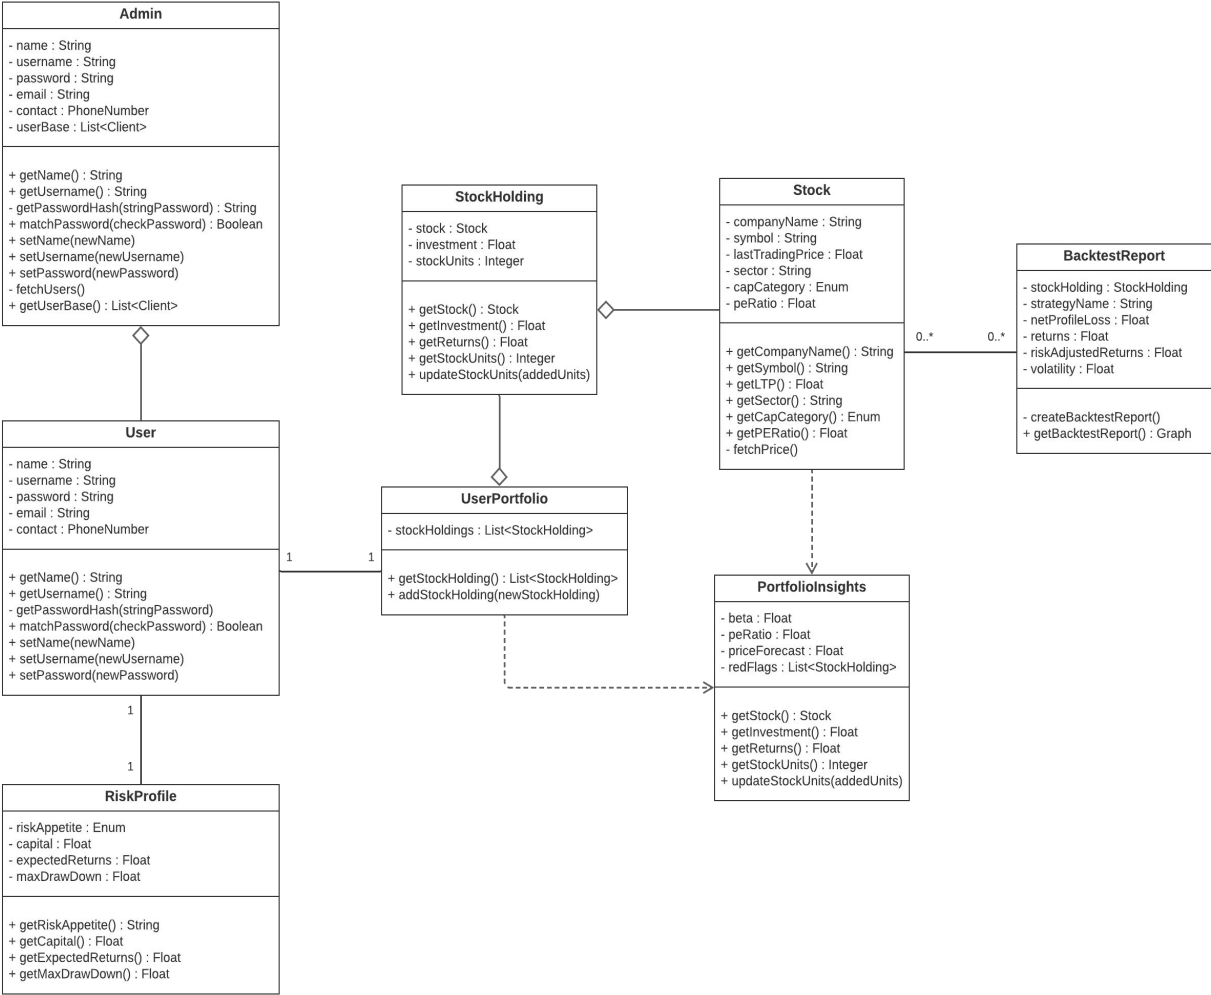 Admin
- name : String
- username : String
- password : String
- email : String
- contact : PhoneNumber
- userBase : List<Client>
+ getName() : String
+ getUsername() : String
- getPasswordHash(stringPassword) : String
+ matchPassword(checkPassword) : Boolean
+ setName(newName)
+ setUsername(newUsername)
+ setPassword(newPassword)
- fetchUsers()
+ getUserBase() : List<Client>
StockHolding
- stock : Stock
- investment : Float
- stockUnits : Integer
+ getStock() : Stock
+ getInvestment() : Float
+ getReturns() : Float
+ getStockUnits() : Integer
+ updateStockUnits(addedUnits)
Stock
- companyName : String
- symbol : String
- lastTradingPrice : Float
- sector : String
- capCategory : Enum
- peRatio : Float
+ getCompanyName() : String
+ getSymbol() : String
+ getLTP() : Float
+ getSector() : String
+ getCapCategory() : Enum
+ getPERatio() : Float
- fetchPrice()
0..*
0..*
BacktestReport
- stockHolding : StockHolding
- strategyName : String
- netProfileLoss : Float
- returns : Float
- riskAdjustedReturns : Float
- volatility : Float
- createBacktestReport()
+ getBacktestReport() : Graph
User
- name : String
- username : String
- password : String
- email : String
- contact : PhoneNumber
+ getName() : String
+ getUsername() : String
- getPasswordHash(stringPassword)
+ matchPassword(checkPassword) : Boolean
+ setName(newName)
+ setUsername(newUsername)
+ setPassword(newPassword)
1
1
UserPortfolio
- stockHoldings : List<StockHolding>
+ getStockHolding() : List<StockHolding>
+ addStockHolding(newStockHolding)
PortfolioInsights
- beta : Float
- peRatio : Float
- priceForecast : Float
- redFlags : List<StockHolding>
+ getStock() : Stock
+ getInvestment() : Float
+ getReturns() : Float
+ getStockUnits() : Integer
+ updateStockUnits(addedUnits)
1
1
RiskProfile
- riskAppetite : Enum
- capital : Float
- expectedReturns : Float
- maxDrawDown : Float
+ getRiskAppetite() : String
+ getCapital() : Float
+ getExpectedReturns() : Float
+ getMaxDrawDown() : Float